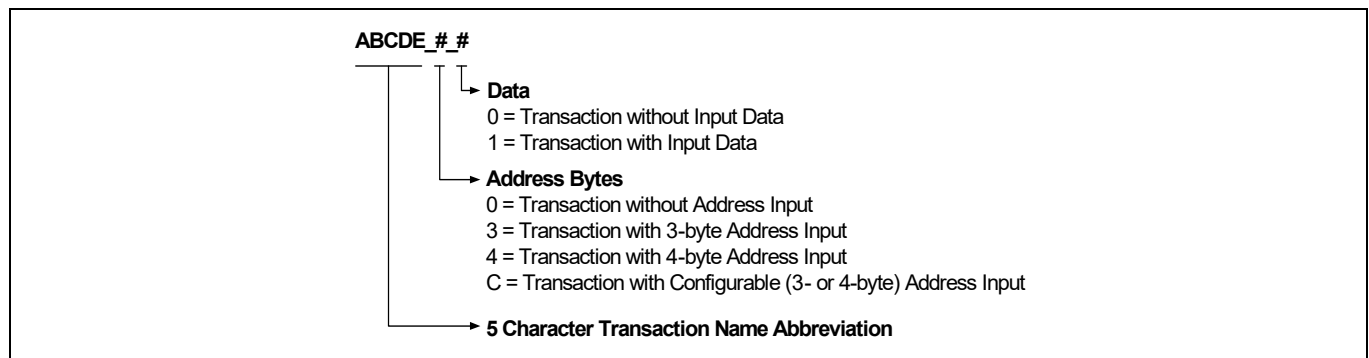 ABCDE_#_#
Data
0 = Transaction without Input Data
1 = Transaction with Input Data
Address Bytes
0 = Transaction without Address Input
3 = Transaction with 3-byte Address Input
4 = Transaction with 4-byte Address Input
C = Transaction with Configurable (3- or 4-byte) Address Input
5 Character Transaction Name Abbreviation